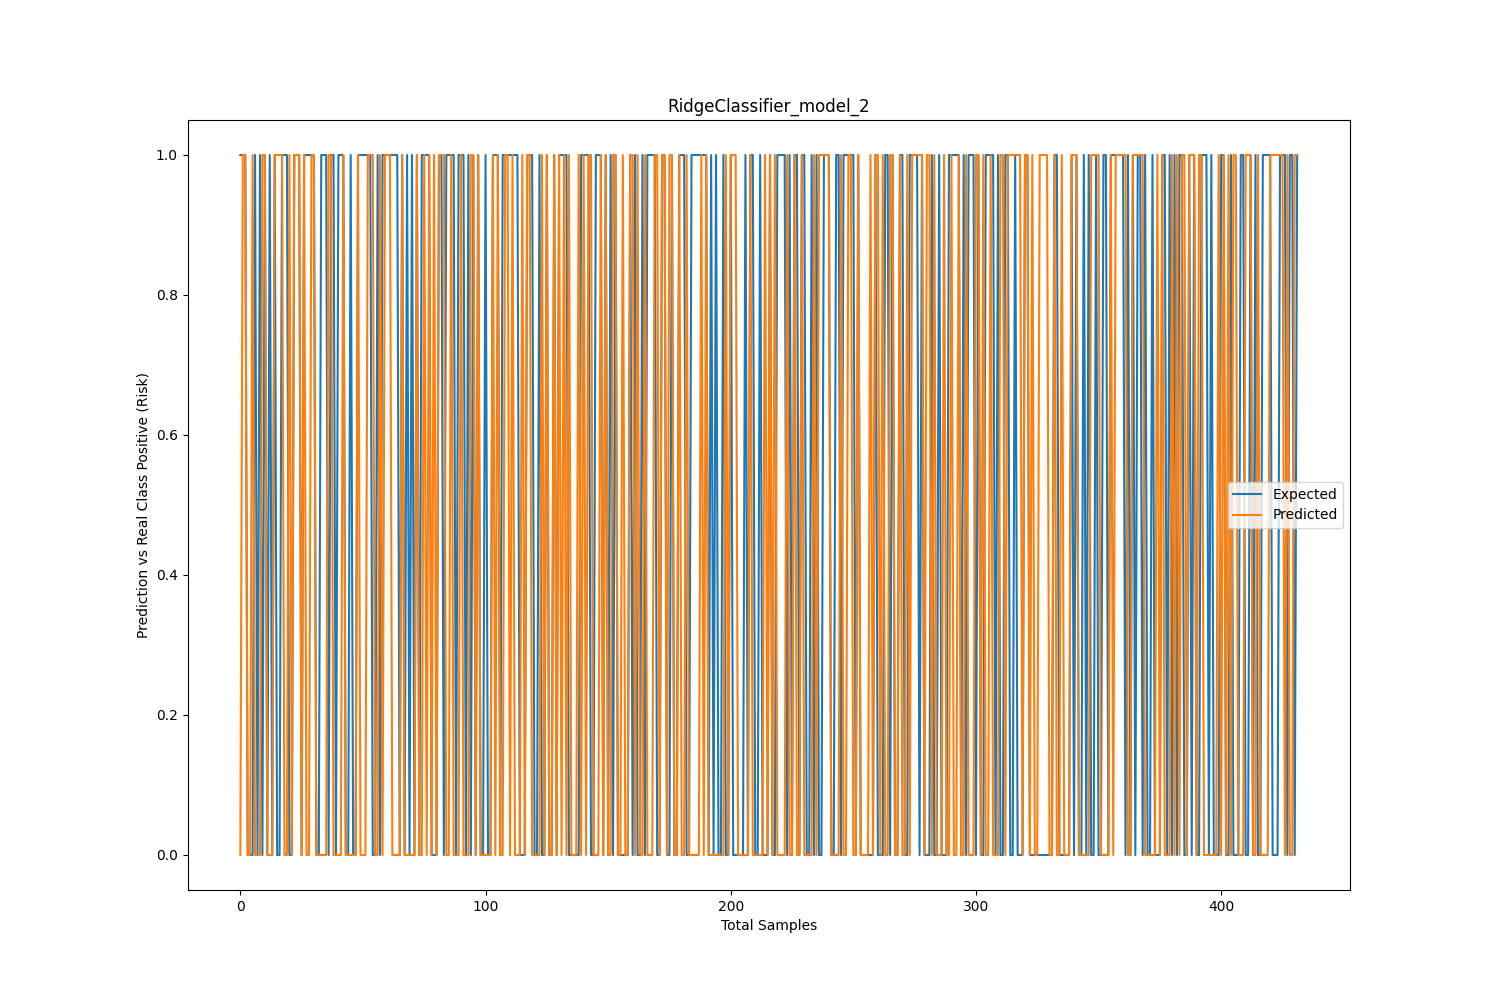 RidgeClassifier_model_2
1.0
0.8
0.6
0.4
0.2
0.0
Prediction vs Real Class Positive (Risk)
Expected
Predicted
0
100
200
300
400
Total Samples